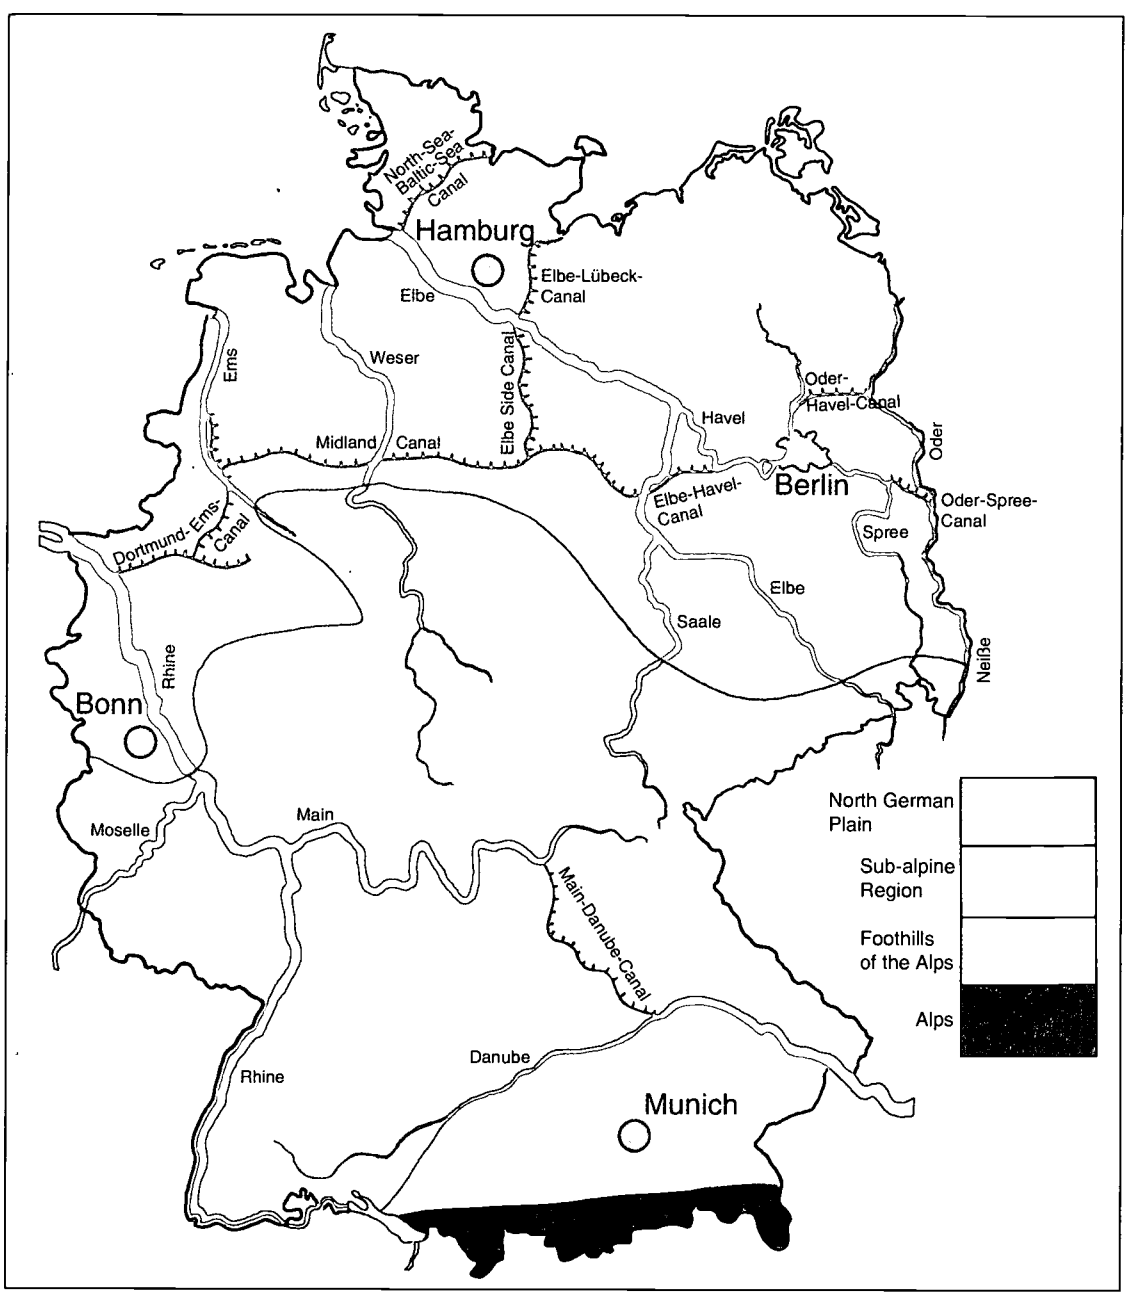 North-Sea-
Baltic-Sea
Canal
Hamburg
Elbe-Lübeck-
Canal
Elbe
Ems
Weser
Elbe Side Canal
Oder-
Havel-Canal
Havel
Midland Canal
Oder
Berlin
Elbe-Havel-
Canal
Oder-Spree-
Canal
Dortmund-Ems-
Canal
Spree
Elbe
Saale
Rhine
Neiße
Bonn
North German
Plain
Main
Moselle
Sub-alpine
Region
Main-Danube-Canal
Foothills
of the Alps
Alps
Danube
Rhine
Munich